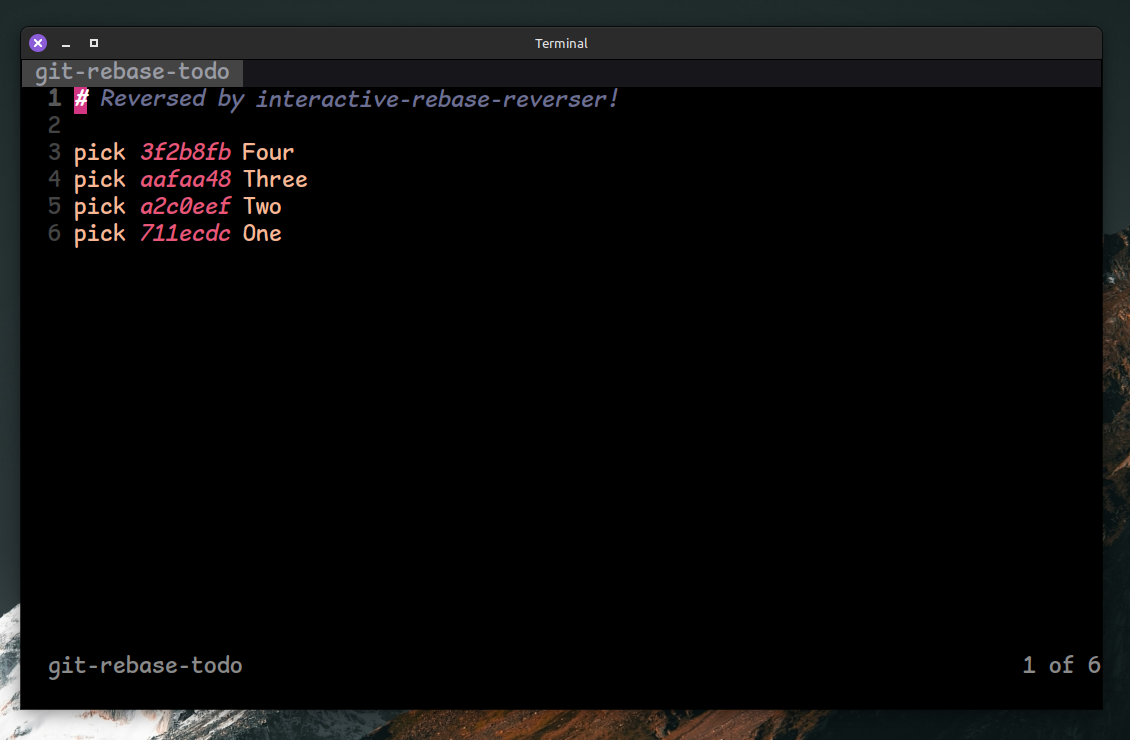 Terminal
git-rebase-todo
1 # Reversed by interactive-rebase-reverser!
2
3 pick 3f2b8fb Four
4 pick aafaa48 Three
5 pick a2c0eef Two
6 pick 711ecdc One
git-rebase-todo 1 of 6